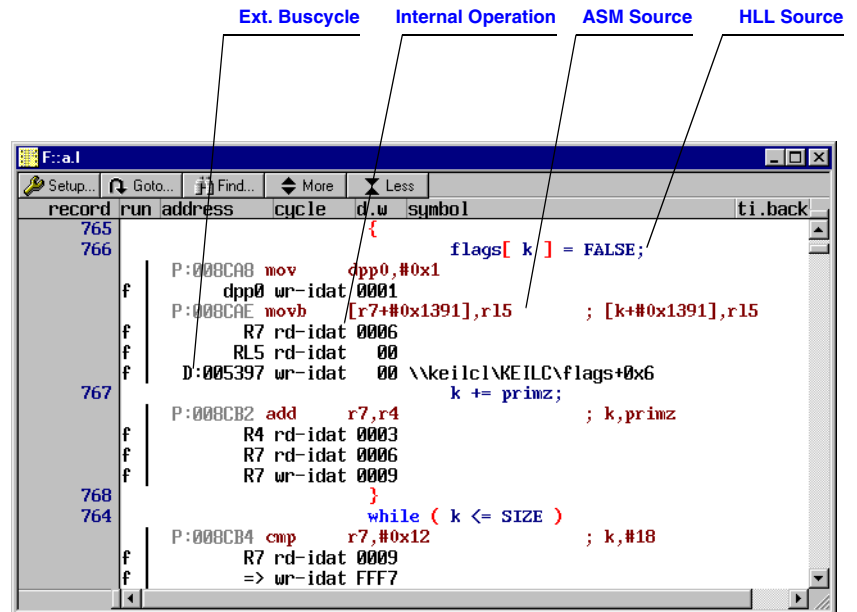 Ext. Buscycle Internal Operation ASM Source HLL Source
F::a.l
Setup... Goto... Find... More Less
record run address cycle d.w symbol ti.back
765 {
766 flags[ k ] = FALSE;
P:008CA8 mov dpp0,#0x1
f dpp0 wr-idat 0001
P:008CAE movb [r7+#0x1391],rl5 ; [k+#0x1391],rl5
f R7 rd-idat 0006
f RL5 rd-idat 00
f D:005397 wr-idat 00 \\keilcl\KEILC\flags+0x6
767 k += primz;
P:008CB2 add r7,r4 ; k,primz
f R4 rd-idat 0003
f R7 rd-idat 0006
f R7 wr-idat 0009
768 }
764 while ( k <= SIZE )
P:008CB4 cmp r7,#0x12 ; k,#18
f R7 rd-idat 0009
f => wr-idat FFF7